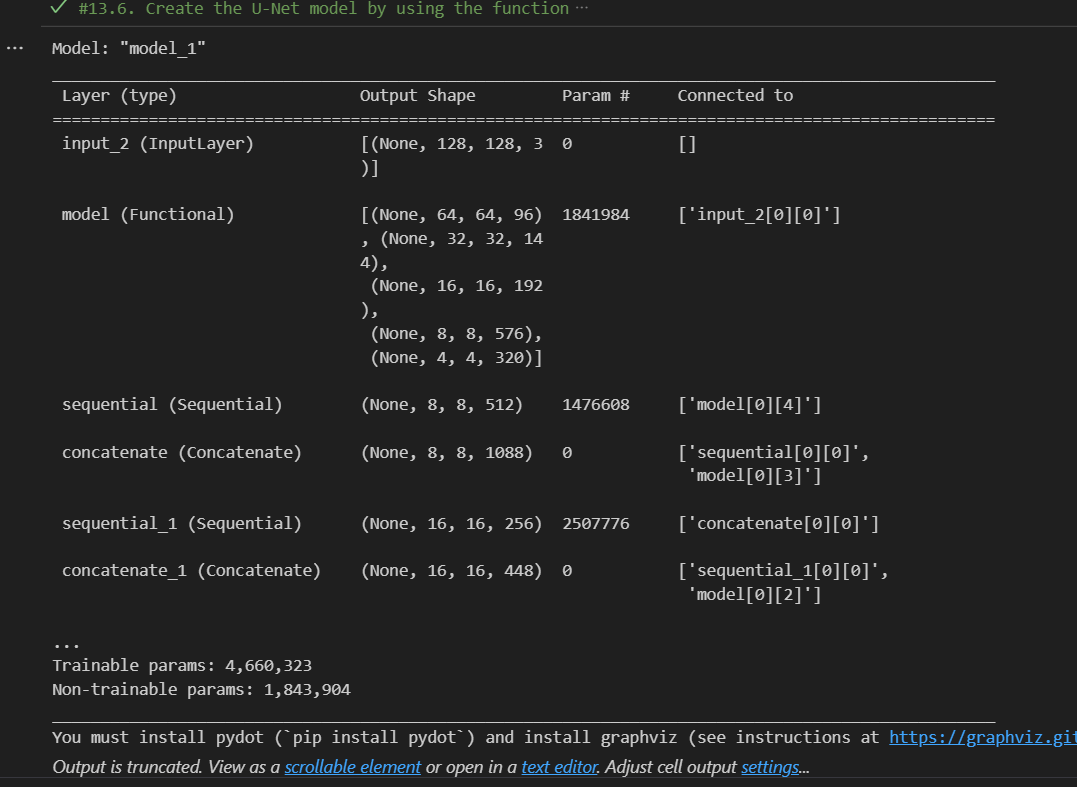 #13.6. Create the U-Net model by using the function ...
... Model: "model_1"
Layer (type) Output Shape Param # Connected to
==================================================================================================
input_2 (InputLayer) [(None, 128, 128, 3 0 []
)]
model (Functional) [(None, 64, 64, 96) 1841984 ['input_2[0][0]']
, (None, 32, 32, 14
4),
(None, 16, 16, 192
),
(None, 8, 8, 576),
(None, 4, 4, 320)]
sequential (Sequential) (None, 8, 8, 512) 1476608 ['model[0][4]']
concatenate (Concatenate) (None, 8, 8, 1088) 0 ['sequential[0][0]',
'model[0][3]']
sequential_1 (Sequential) (None, 16, 16, 256) 2507776 ['concatenate[0][0]']
concatenate_1 (Concatenate) (None, 16, 16, 448) 0 ['sequential_1[0][0]',
'model[0][2]']
...
Trainable params: 4,660,323
Non-trainable params: 1,843,904
You must install pydot (`pip install pydot`) and install graphviz (see instructions at https://graphviz.git
Output is truncated. View as a scrollable element or open in a text editor. Adjust cell output settings...